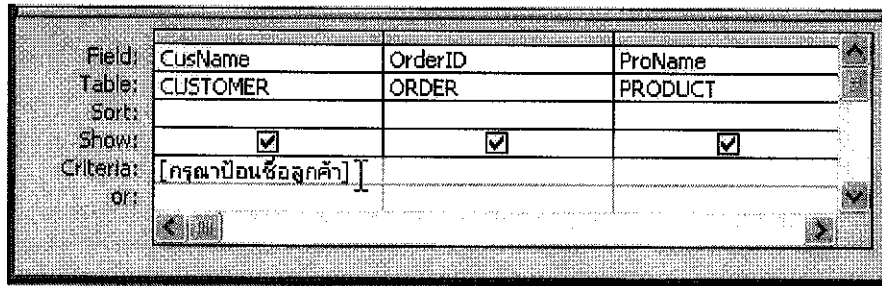 Field: CusName OrderID ProName
Table: CUSTOMER ORDER PRODUCT
Sort:
Show:
Criteria: [กรุณาป้อนชื่อลูกค้า]
or: